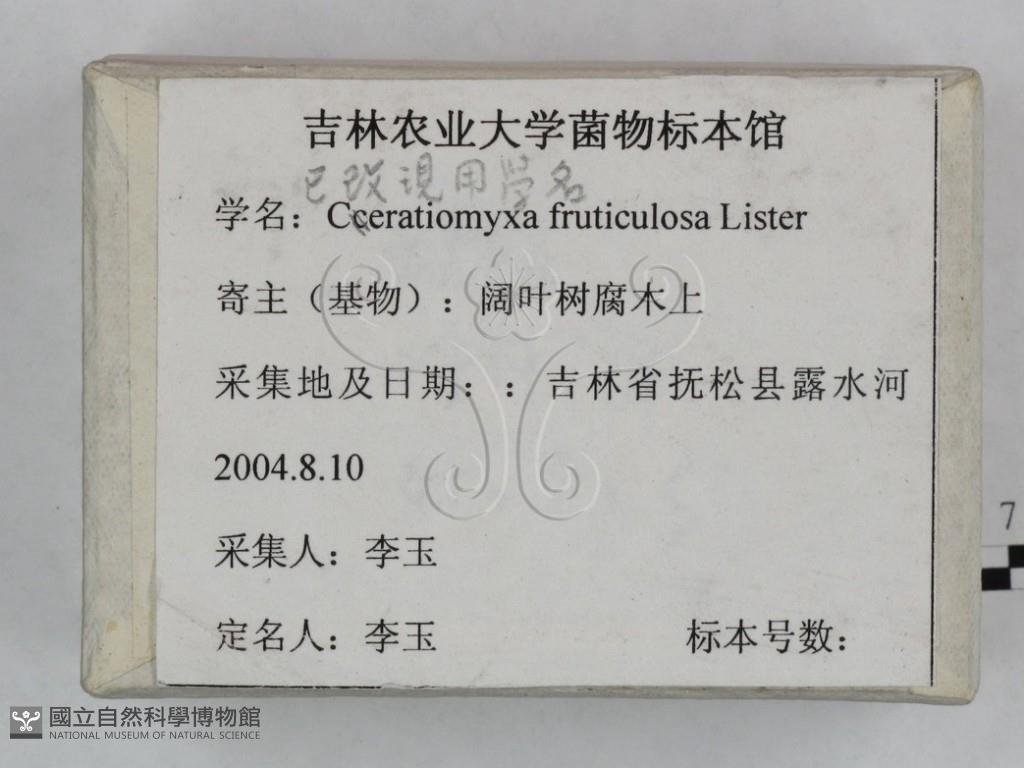 吉林农业大学菌物标本馆
已改現用學名
学名：Cceratiomyxa fruticulosa Lister
寄主（基物）：阔叶树腐木上
采集地及日期：：吉林省抚松县露水河
2004.8.10
采集人：李玉
定名人：李玉 标本号数：
7
國立自然科學博物館
NATIONAL MUSEUM OF NATURAL SCIENCE